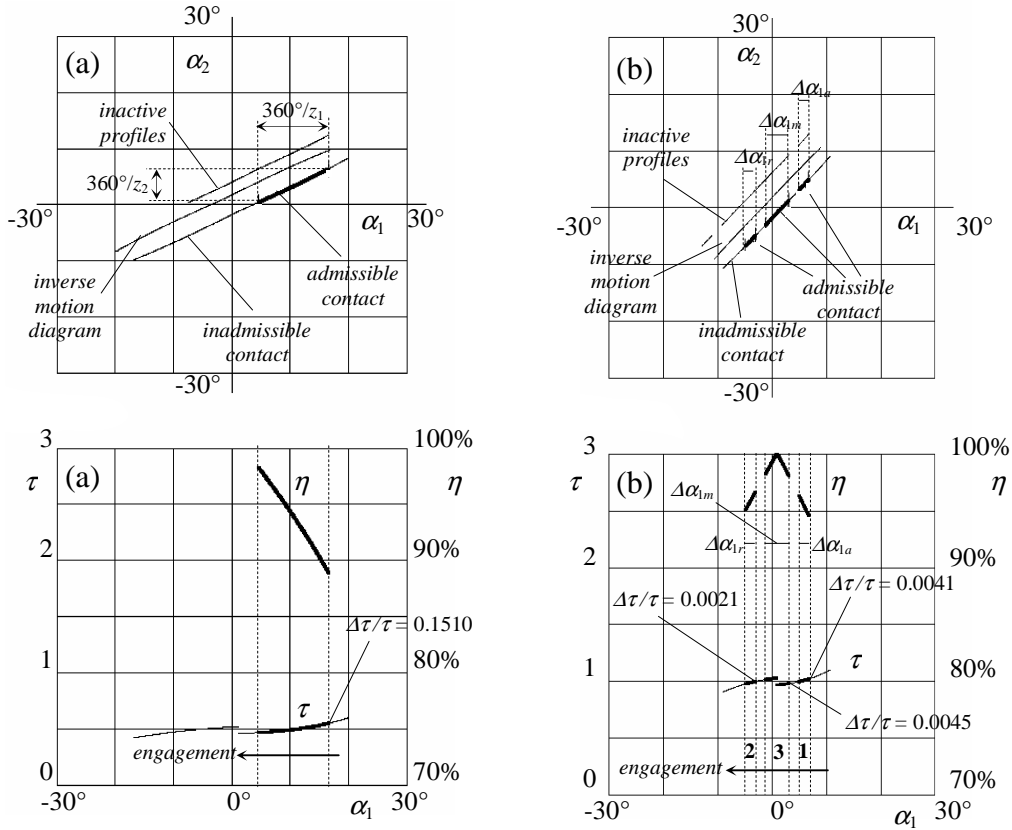 30°
(a)
α2
inactive
profiles
360°/z1
360°/z2
-30°
30°
α1
inverse
motion
diagram
admissible
contact
inadmissible
contact
-30°
30°
(b)
α2
Δα1a
Δα1m
inactive
profiles
Δα1r
-30°
30°
α1
inverse
motion
diagram
admissible
contact
inadmissible
contact
-30°
3
100%
τ
(a)
η
η
2
90%
Δτ/τ = 0.1510
1
80%
τ
engagement
0
70%
-30°
0°
α1
30°
3
100%
τ
(b)
η
η
Δα1m
Δα1r
Δα1a
2
90%
Δτ/τ = 0.0021
Δτ/τ = 0.0041
τ
1
80%
Δτ/τ = 0.0045
2 3 1
engagement
0
70%
-30°
0°
α1
30°